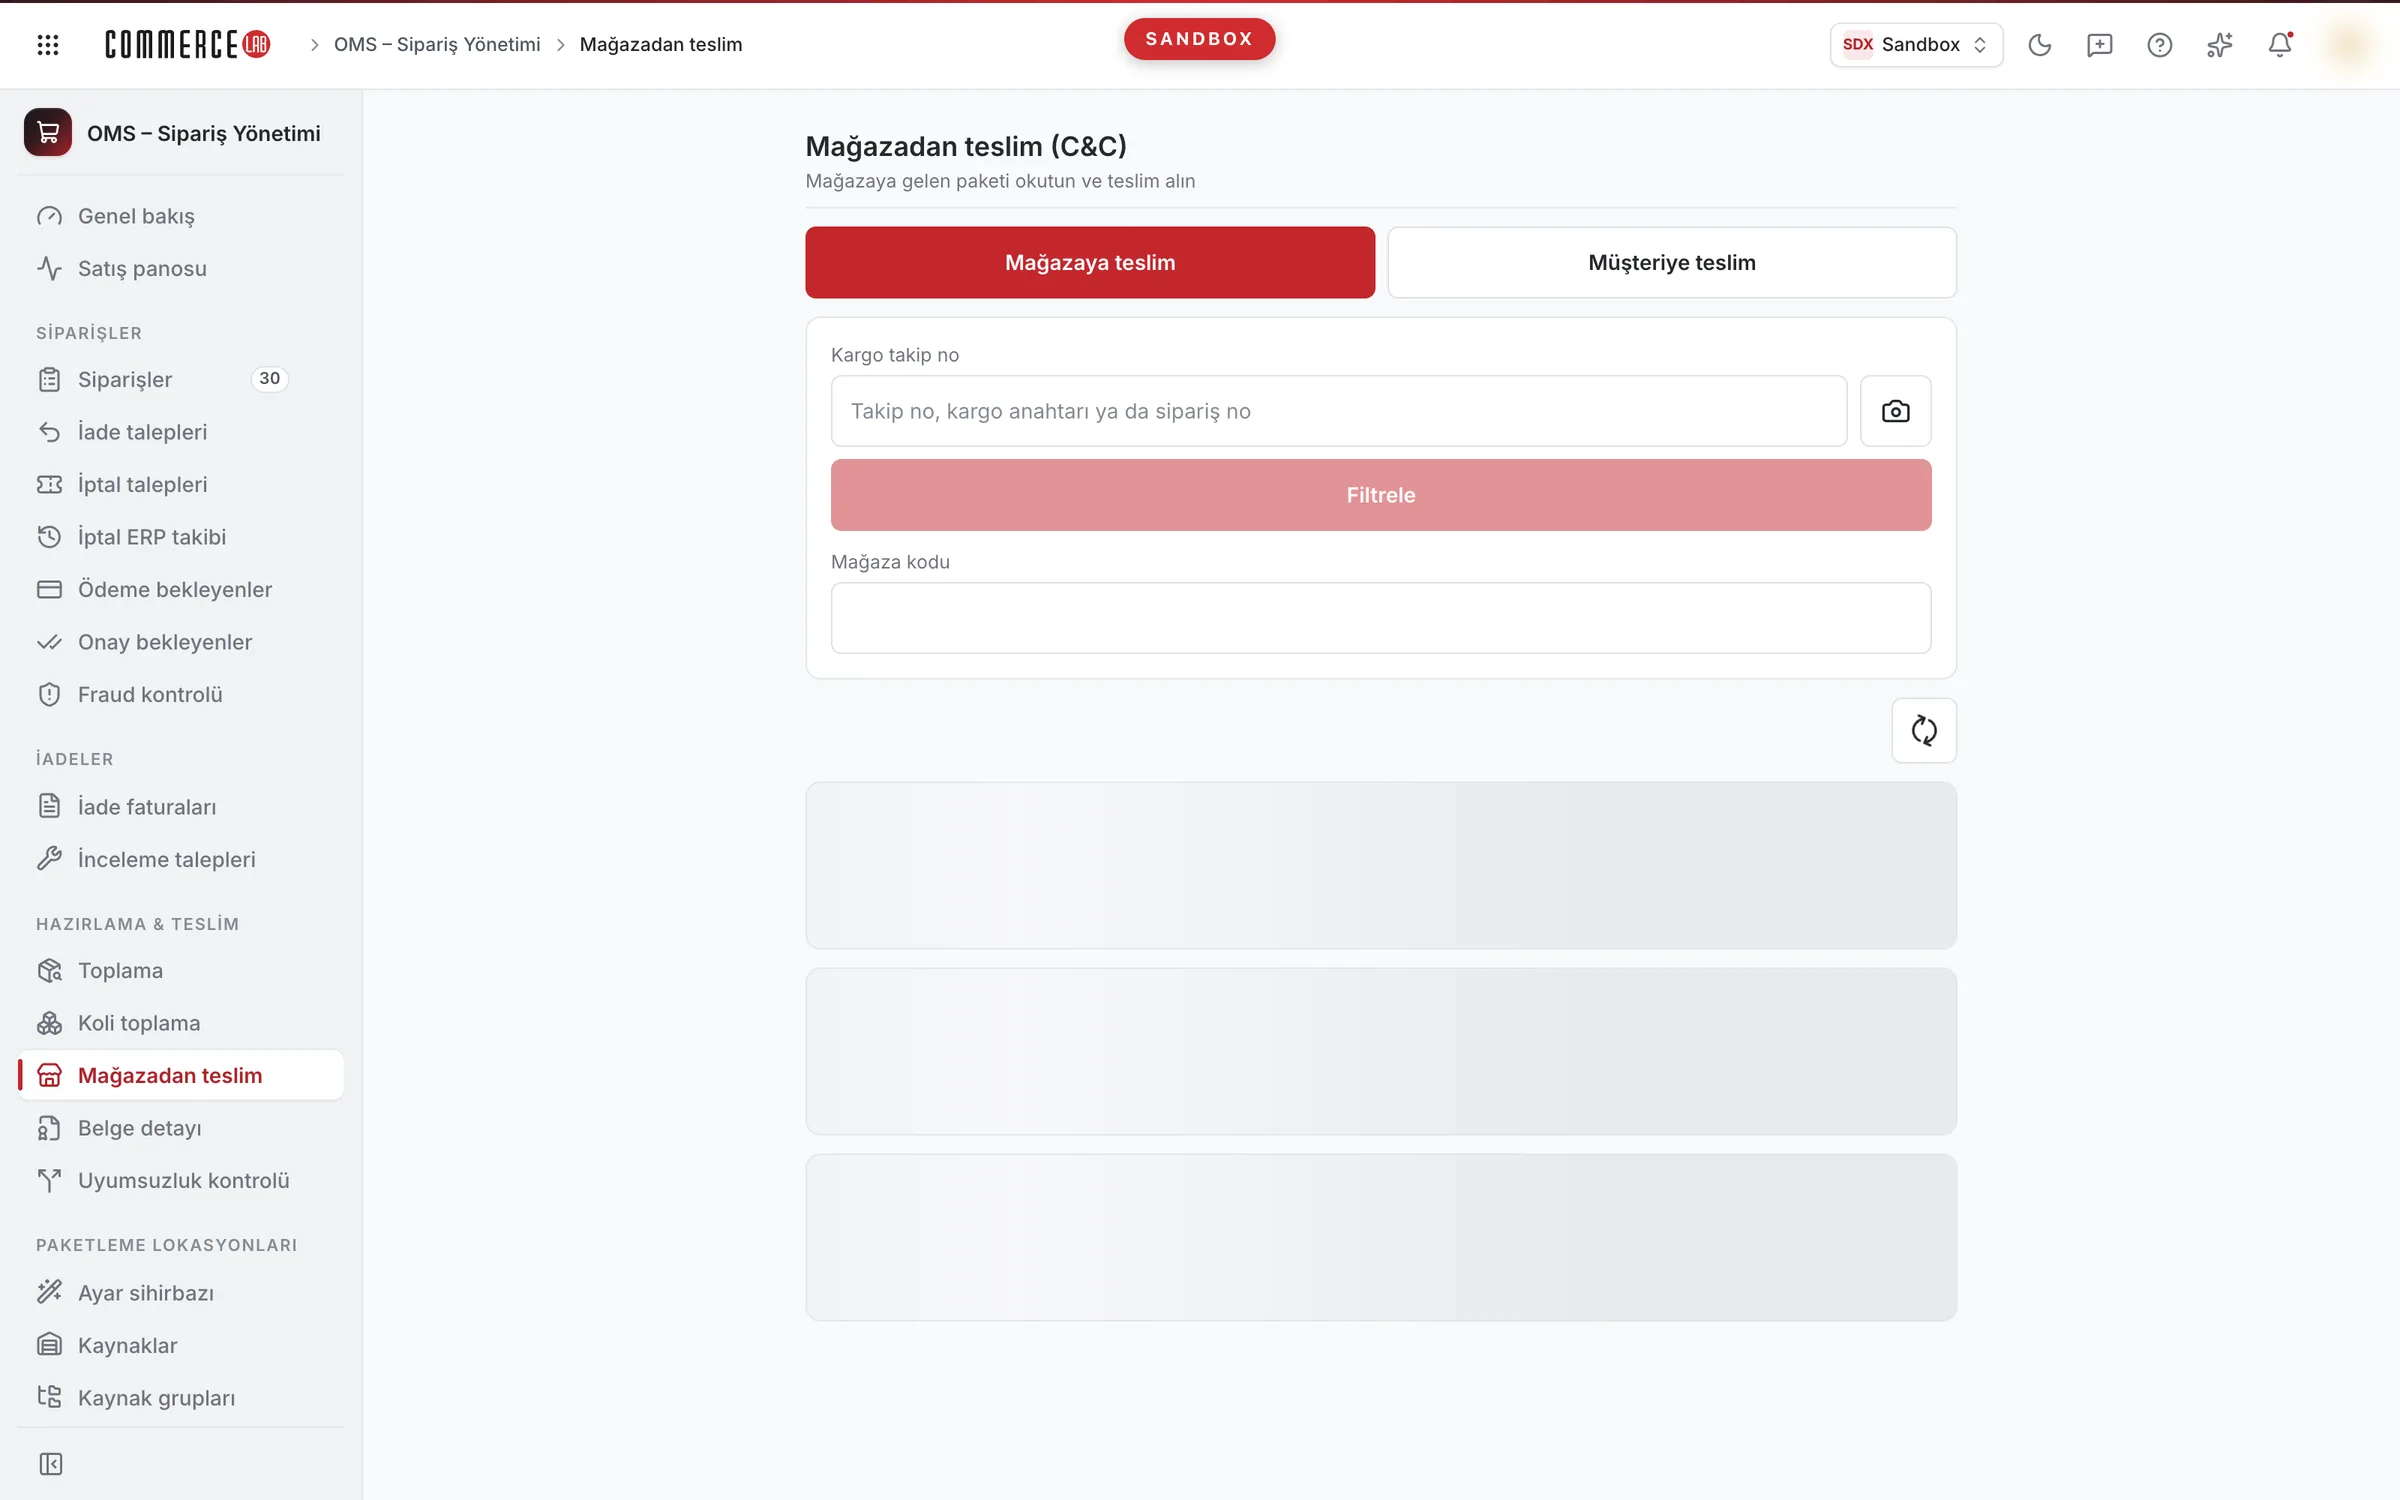 COMMERCE LAB
OMS – Sipariş Yönetimi
Mağazadan teslim
SANDBOX
SDX Sandbox
OMS – Sipariş Yönetimi
Genel bakış
Satış panosu
SİPARİŞLER
Siparişler 30
İade talepleri
İptal talepleri
İptal ERP takibi
Ödeme bekleyenler
Onay bekleyenler
Fraud kontrolü
İADELER
İade faturaları
İnceleme talepleri
HAZIRLAMA & TESLİM
Toplama
Koli toplama
Mağazadan teslim
Belge detayı
Uyumsuzluk kontrolü
PAKETLEME LOKASYONLARI
Ayar sihirbazı
Kaynaklar
Kaynak grupları
Mağazadan teslim (C&C)
Mağazaya gelen paketi okutun ve teslim alın
Mağazaya teslim
Müşteriye teslim
Kargo takip no
Takip no, kargo anahtarı ya da sipariş no
Filtrele
Mağaza kodu